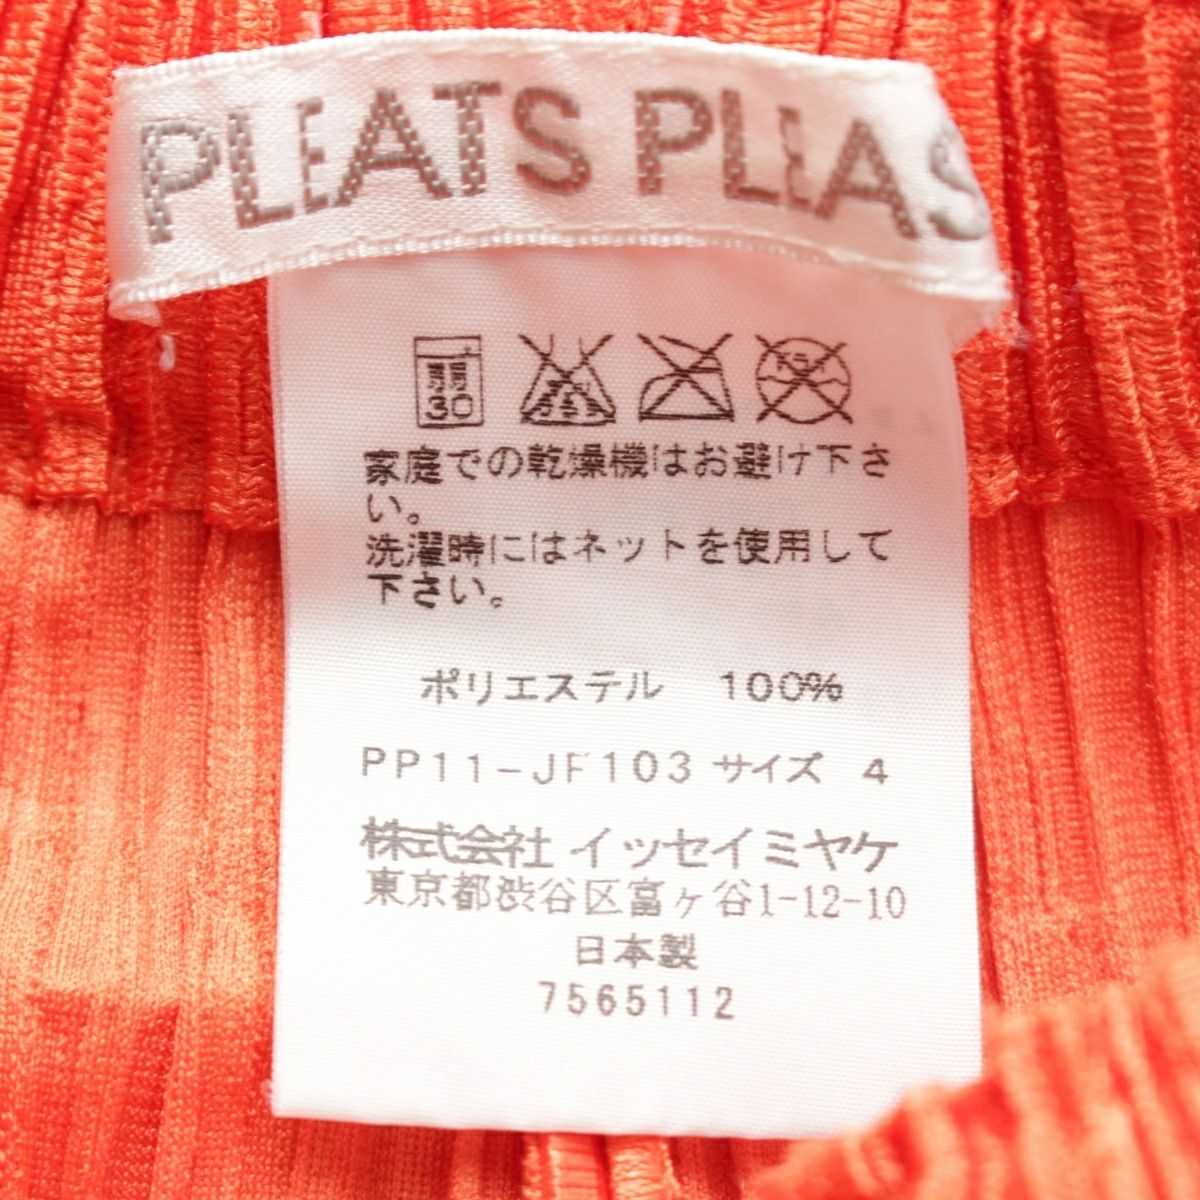 PLEATS PLEAS
30
家庭での乾燥機はお避け下さ
い。
洗濯時にはネットを使用して
下さい。
ポリエステル 100%
PP11-JF103 サイズ 4
株式会社 イッセイミヤケ
東京都渋谷区富ヶ谷1-12-10
日本製
7565112